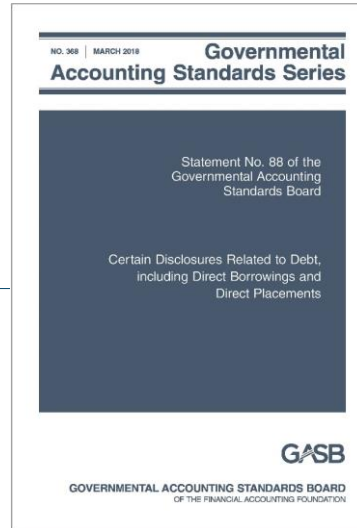 NO. 368 | MARCH 2018 Governmental
Accounting Standards Series
Statement No. 88 of the
Governmental Accounting
Standards Board
Certain Disclosures Related to Debt,
including Direct Borrowings and
Direct Placements
GASB
GOVERNMENTAL ACCOUNTING STANDARDS BOARD
OF THE FINANCIAL ACCOUNTING FOUNDATION